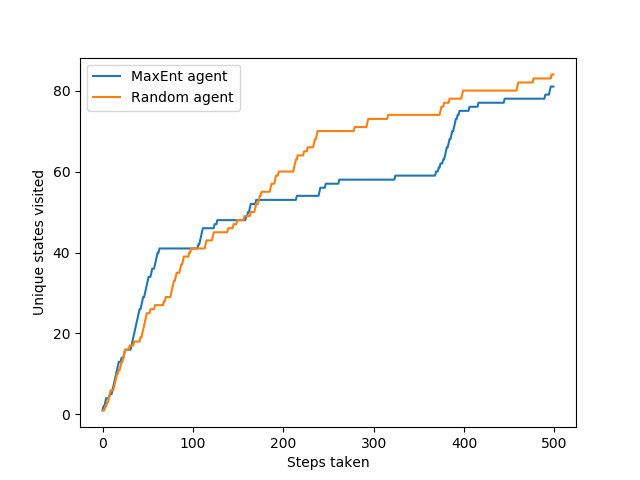 MaxEnt agent
Random agent
80
60
40
20
0
Unique states visited
0 100 200 300 400 500
Steps taken